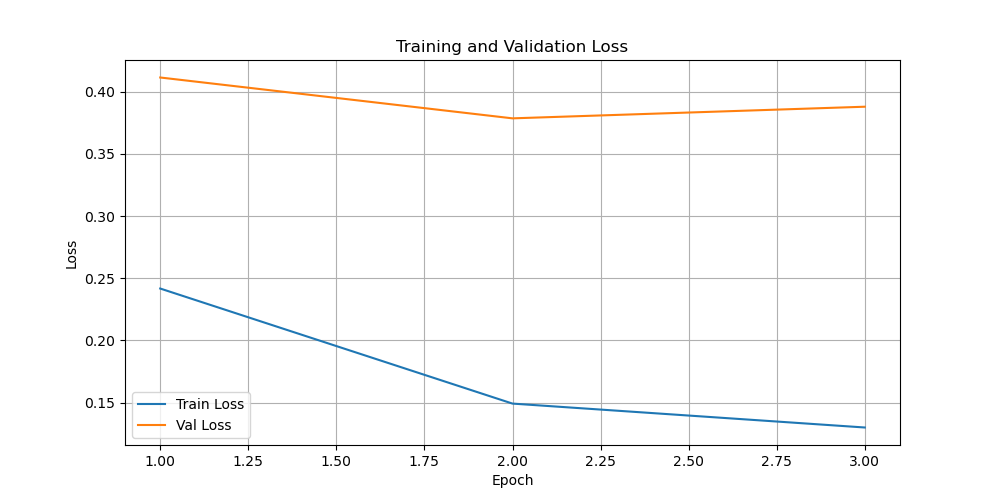 Training and Validation Loss
0.40
0.35
0.30
0.25
0.20
0.15
Loss
Train Loss
Val Loss
1.00 1.25 1.50 1.75 2.00 2.25 2.50 2.75 3.00
Epoch